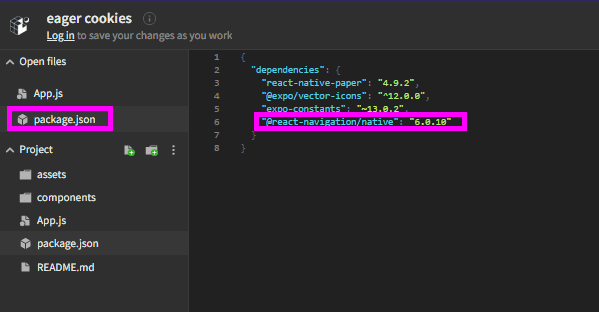 eager cookies
Log in to save your changes as you work
Open files
App.js
package.json
Project
assets
components
App.js
package.json
README.md
1 {
2 "dependencies": {
3 "react-native-paper": "4.9.2",
4 "@expo/vector-icons": "^12.0.0",
5 "expo-constants": "~13.0.2",
6 "@react-navigation/native": "6.0.10"
7 }
8 }